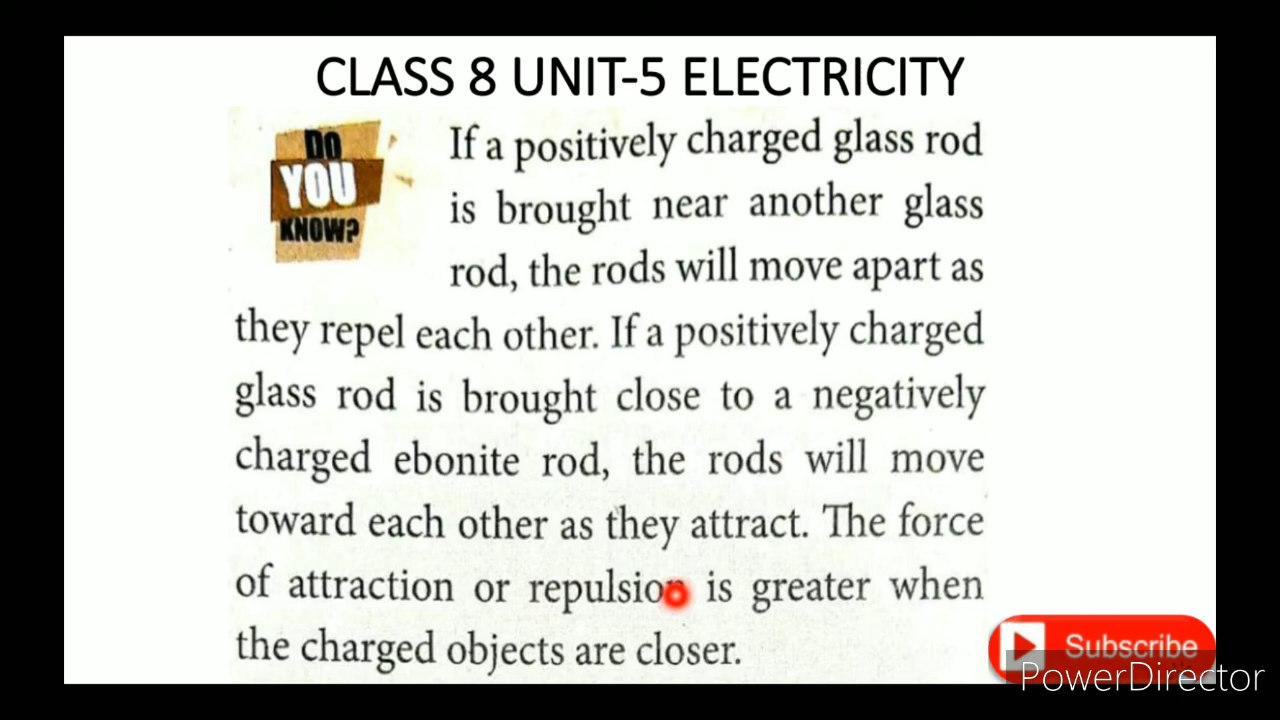 CLASS 8 UNIT-5 ELECTRICITY
DO
YOU
KNOW?
If a positively charged glass rod
is brought near another glass
rod, the rods will move apart as
they repel each other. If a positively charged
glass rod is brought close to a negatively
charged ebonite rod, the rods will move
toward each other as they attract. The force
of attraction or repulsion is greater when
the charged objects are closer.
Subscribe
PowerDirector